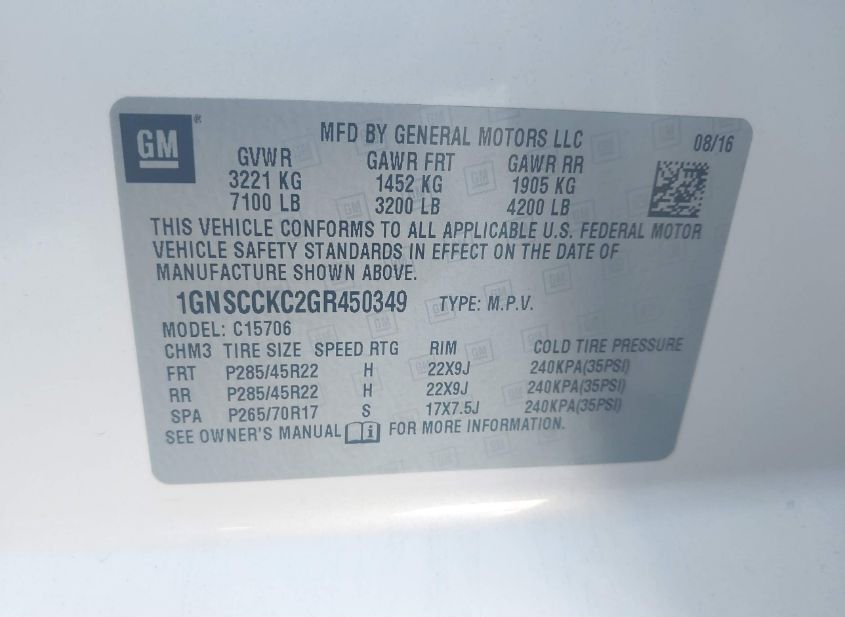 GM® MFD BY GENERAL MOTORS LLC 08/16
GVWR GAWR FRT GAWR RR
3221 KG 1452 KG 1905 KG
7100 LB 3200 LB 4200 LB
THIS VEHICLE CONFORMS TO ALL APPLICABLE U.S. FEDERAL MOTOR
VEHICLE SAFETY STANDARDS IN EFFECT ON THE DATE OF
MANUFACTURE SHOWN ABOVE.
1GNSCCKC2GR450349 TYPE: M.P.V.
MODEL: C15706
CHM3 TIRE SIZE SPEED RTG RIM COLD TIRE PRESSURE
FRT P285/45R22 H 22X9J 240KPA(35PSI)
RR P285/45R22 H 22X9J 240KPA(35PSI)
SPA P265/70R17 S 17X7.5J 240KPA(35PSI)
SEE OWNER'S MANUAL i FOR MORE INFORMATION.